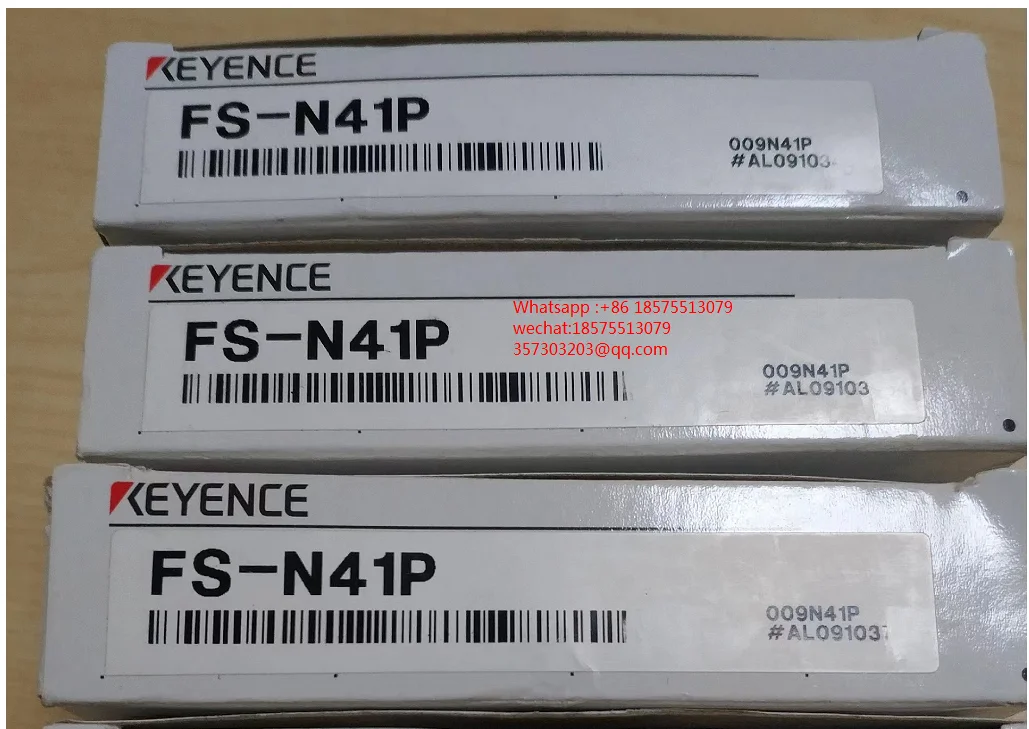 KEYENCE
FS-N41P
009N41P
#AL09103
KEYENCE
FS-N41P
Whatsapp :+86 18575513079
wechat:18575513079
357303203@qq.com
009N41P
#AL09103
KEYENCE
FS-N41P
009N41P
#AL091037